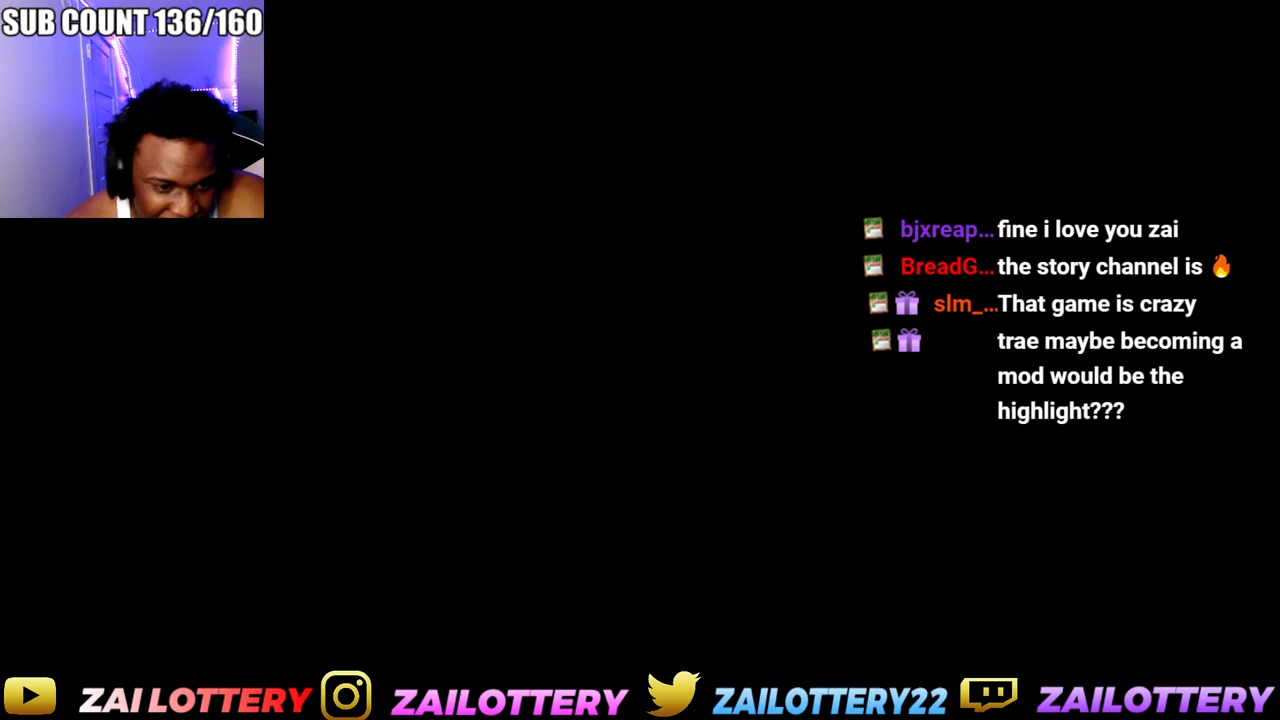 SUB COUNT 136/160
bjxreap... fine i love you zai
BreadG... the story channel is 🔥
slm_... That game is crazy
trae maybe becoming a
mod would be the
highlight???
ZAI LOTTERY ZAILOTTERY ZAILOTTERY22 ZAILOTTERY